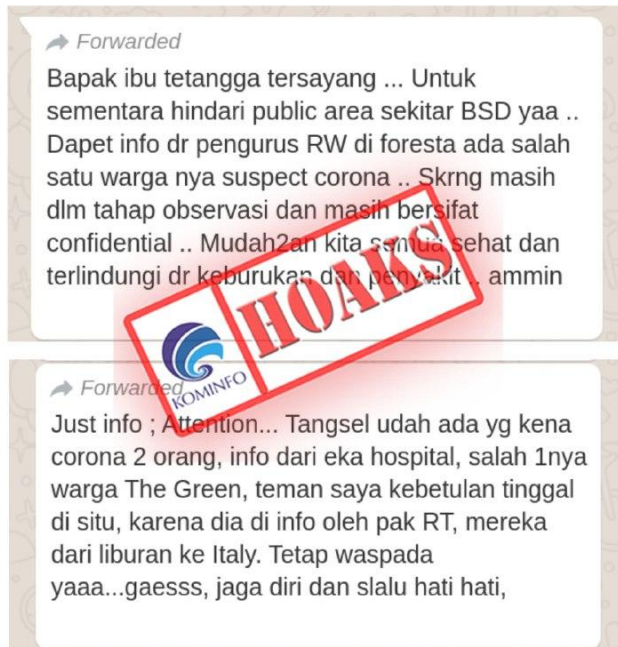 Forwarded
Bapak ibu tetangga tersayang ... Untuk
sementara hindari public area sekitar BSD yaa ..
Dapet info dr pengurus RW di foresta ada salah
satu warga nya suspect corona .. Skrng masih
dlm tahap observasi dan masih bersifat
confidential .. Mudah2an kita semua sehat dan
terlindungi dr keburukan dan penyakit .. ammin
HOAKS
KOMINFO
Forwarded
Just info ; Attention... Tangsel udah ada yg kena
corona 2 orang, info dari eka hospital, salah 1nya
warga The Green, teman saya kebetulan tinggal
di situ, karena dia di info oleh pak RT, mereka
dari liburan ke Italy. Tetap waspada
yaaa...gaesss, jaga diri dan slalu hati hati,